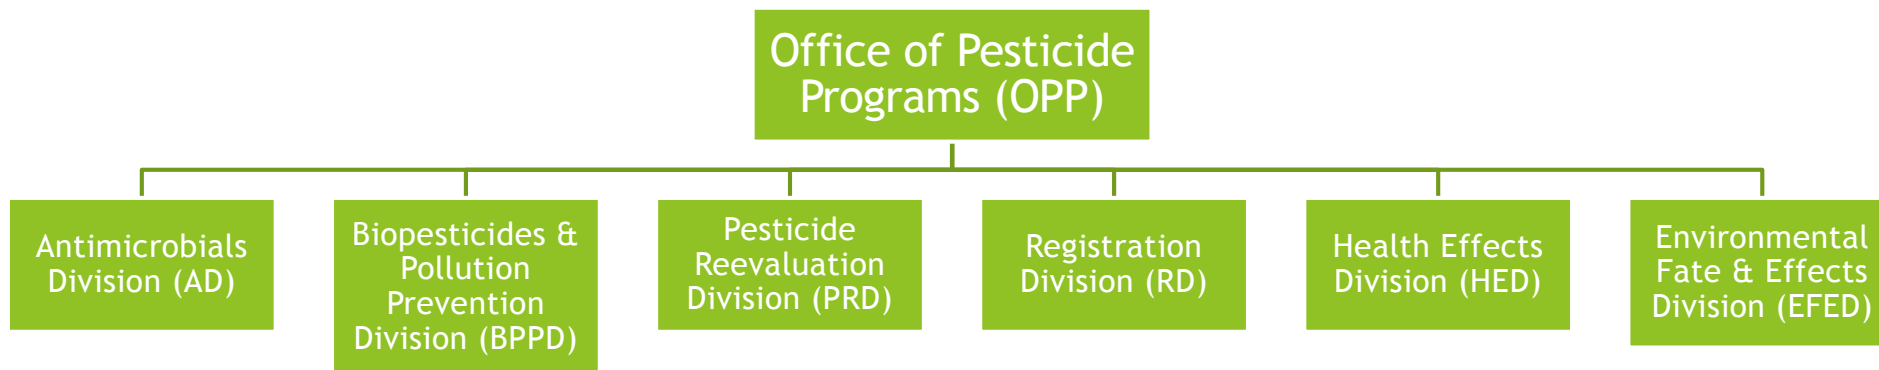 Office of Pesticide
Programs (OPP)
Antimicrobials
Division (AD)
Biopesticides &
Pollution
Prevention
Division (BPPD)
Pesticide
Reevaluation
Division (PRD)
Registration
Division (RD)
Health Effects
Division (HED)
Environmental
Fate & Effects
Division (EFED)